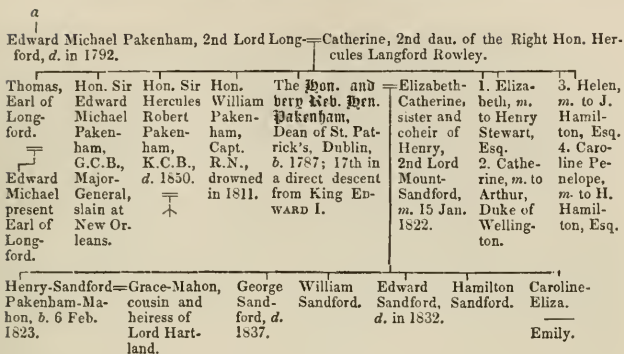 a
Edward Michael Pakenham, 2nd Lord Long-
ford, d. in 1792.
Catherine, 2nd dau. of the Right Hon. Her-
cules Langford Rowley.
Thomas,
Earl of
Long-
ford.
Edward
Michael
present
Earl of
Long-
ford.
Hon. Sir
Edward
Michael
Paken-
ham,
G.C.B.,
Major-
General,
slain at
New Or-
leans.
Hon. Sir
Hercules
Robert
Paken-
ham,
K.C.B.,
d. 1850.
Hon.
William
Paken-
ham,
Capt.
R.N.,
drowned
in 1811.
The Hon. and
very Reb. Hen.
Pakenham,
Dean of St. Pat-
rick's, Dublin,
b. 1787; 17th in
a direct descent
from King ED-
WARD I.
Elizabeth-
Catherine,
sister and
coheir of
Henry,
2nd Lord
Mount-
Sandford,
m. 15 Jan.
1822.
1. Eliza-
beth, m.
to Henry
Stewart,
Esq.
2. Cathe-
rine, m. to
Arthur,
Duke of
Welling-
ton.
3. Helen,
m. to J.
Hamil-
ton, Esq.
4. Caro-
line Pe-
nelope,
m. to H.
Hamil-
ton, Esq.
Henry-Sandford
Pakenham-Ma-
hon, b. 6 Feb.
1823.
Grace-Mahon,
cousin and
heiress of
Lord Hart-
land.
George
Sand-
ford, d.
1837.
William
Sandford.
Edward
Sandford,
d. in 1832.
Hamilton
Sandford.
Caroline-
Eliza.
Emily.